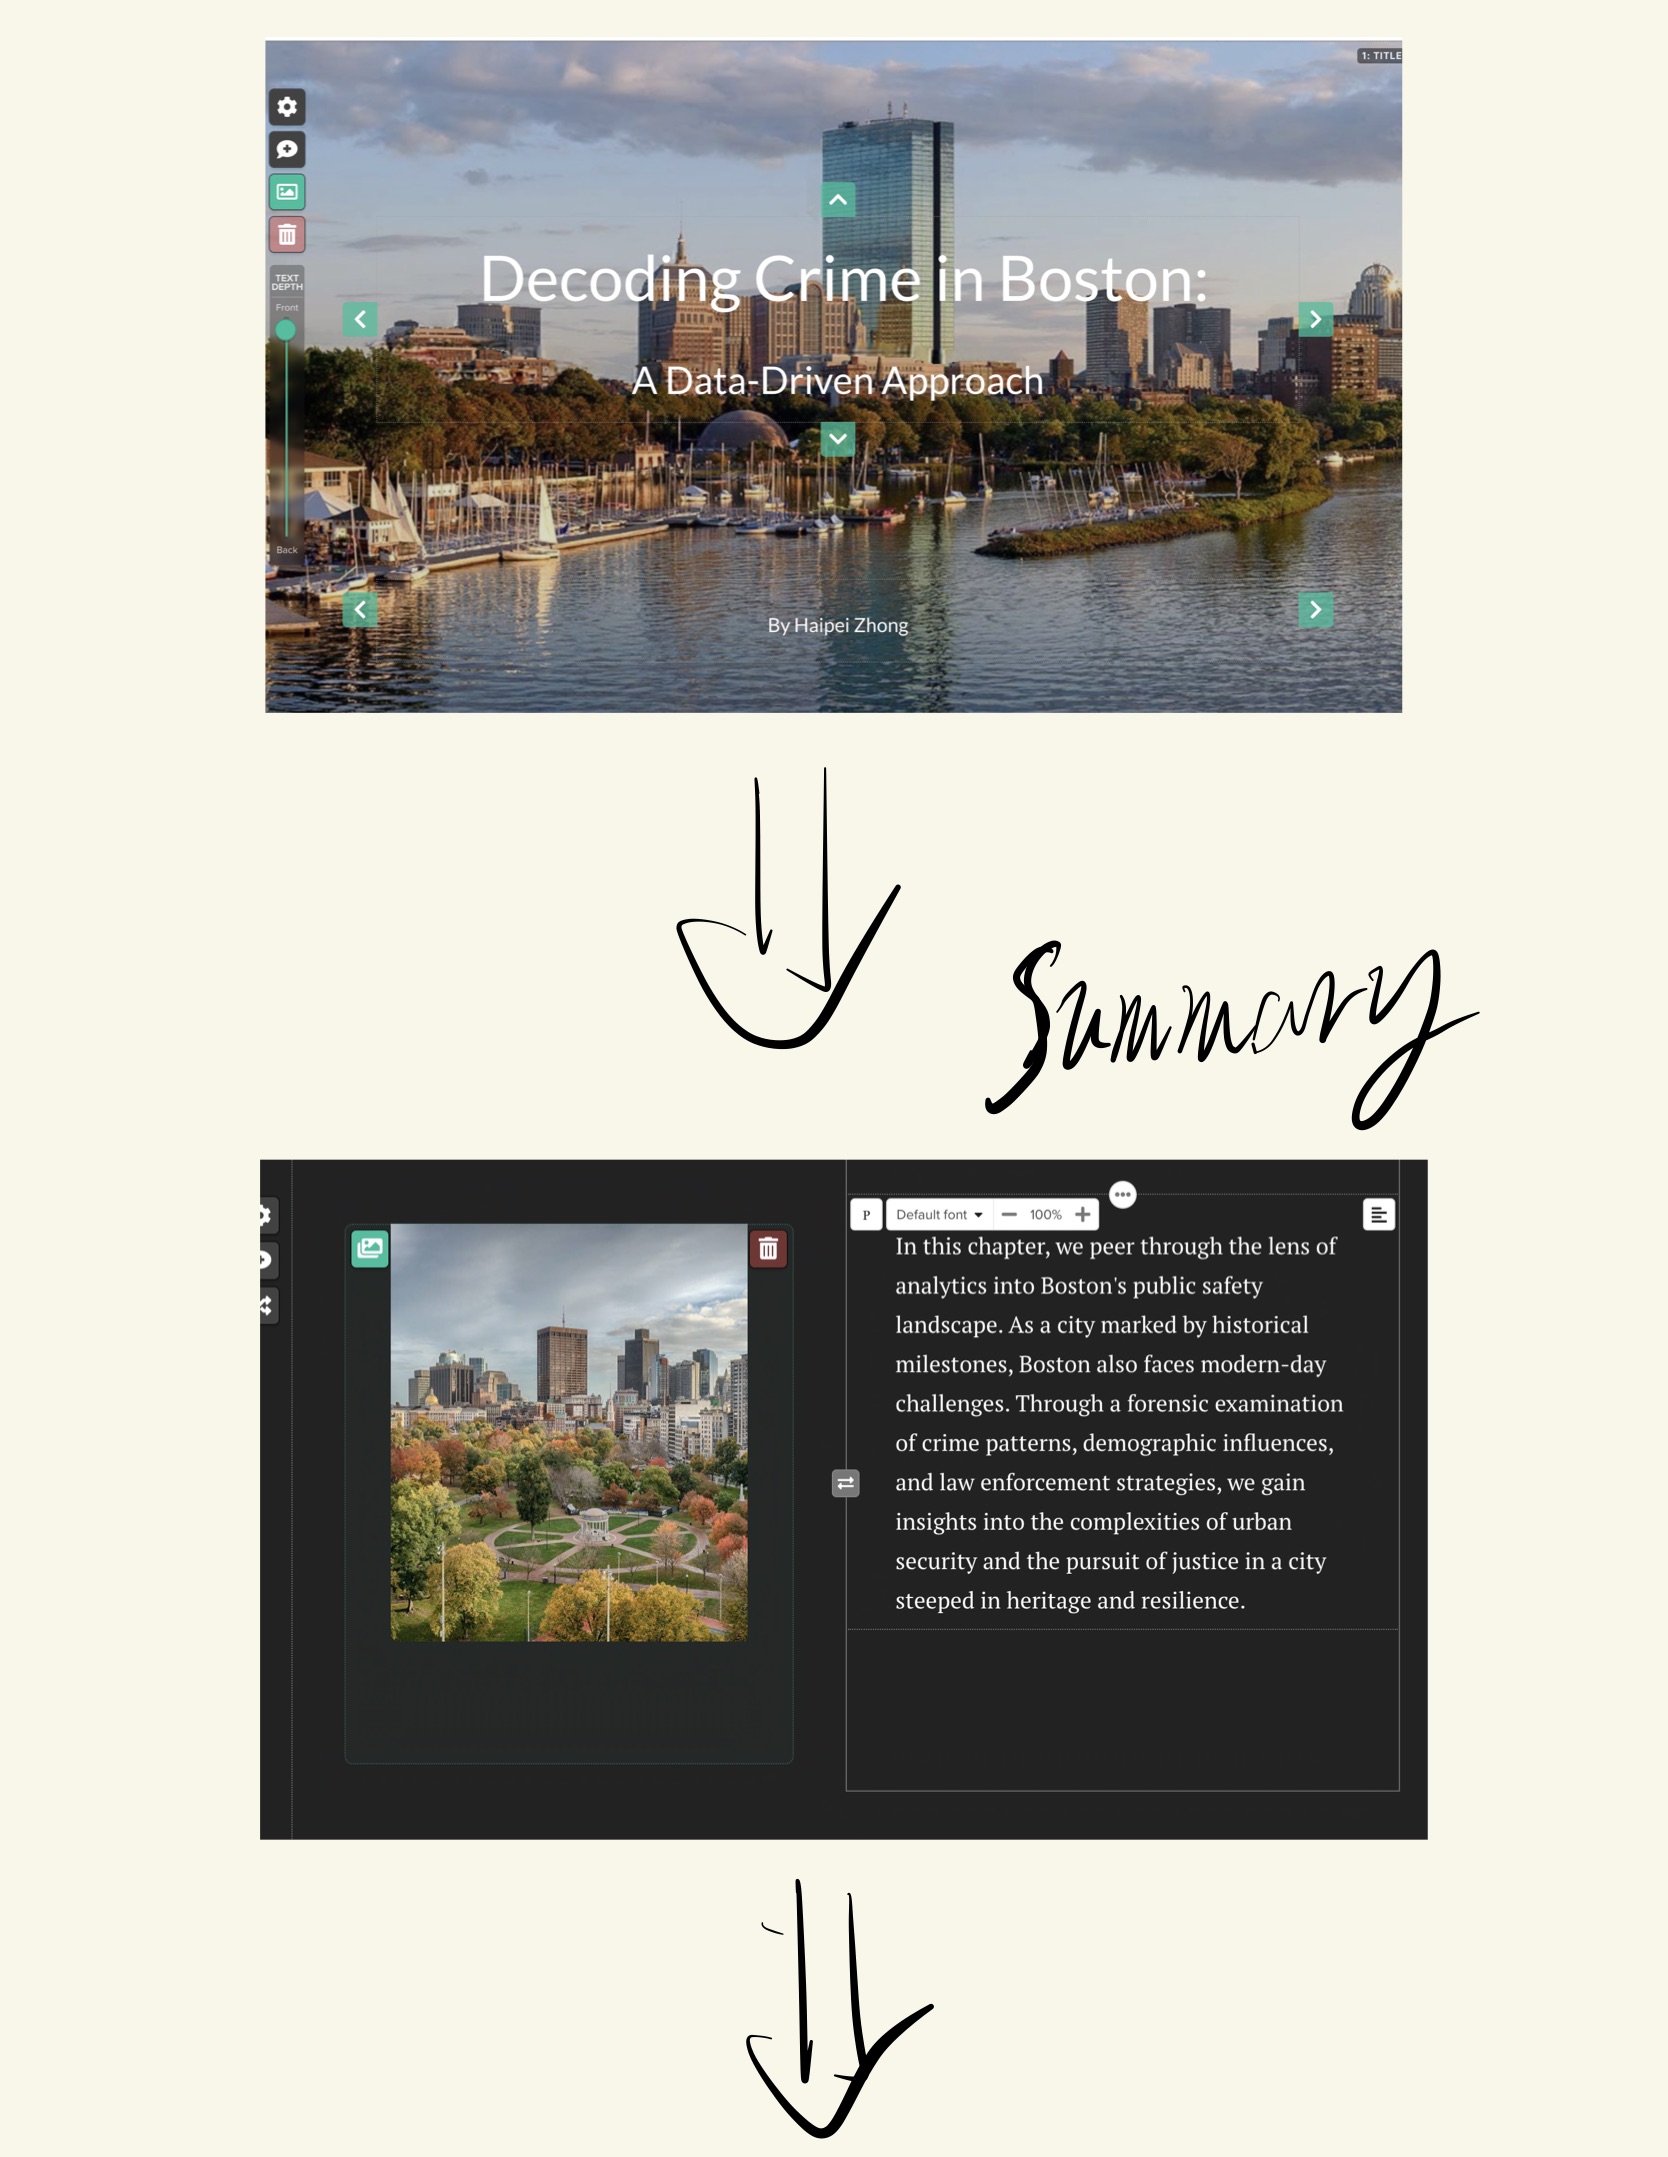 1: TITLE
TEXT
DEPTH
Front
Decoding Crime in Boston:
A Data-Driven Approach
Back
By Haipei Zhong
Summary
P Default font 100%
In this chapter, we peer through the lens of
analytics into Boston's public safety
landscape. As a city marked by historical
milestones, Boston also faces modern-day
challenges. Through a forensic examination
of crime patterns, demographic influences,
and law enforcement strategies, we gain
insights into the complexities of urban
security and the pursuit of justice in a city
steeped in heritage and resilience.